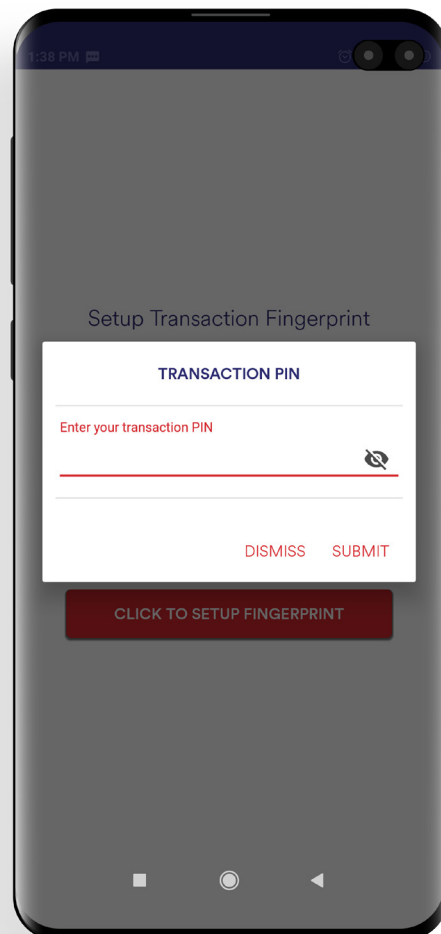 1:38 PM
Setup Transaction Fingerprint
TRANSACTION PIN
Enter your transaction PIN
DISMISS SUBMIT
CLICK TO SETUP FINGERPRINT